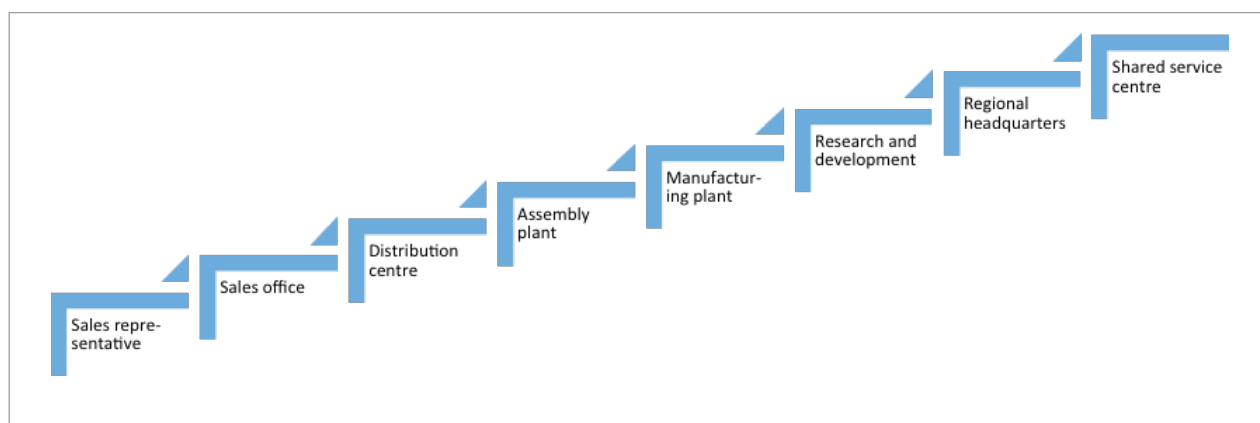 Sales repre-
sentative
Sales office
Distribution
centre
Assembly
plant
Manufactur-
ing plant
Research and
development
Regional
headquarters
Shared service
centre